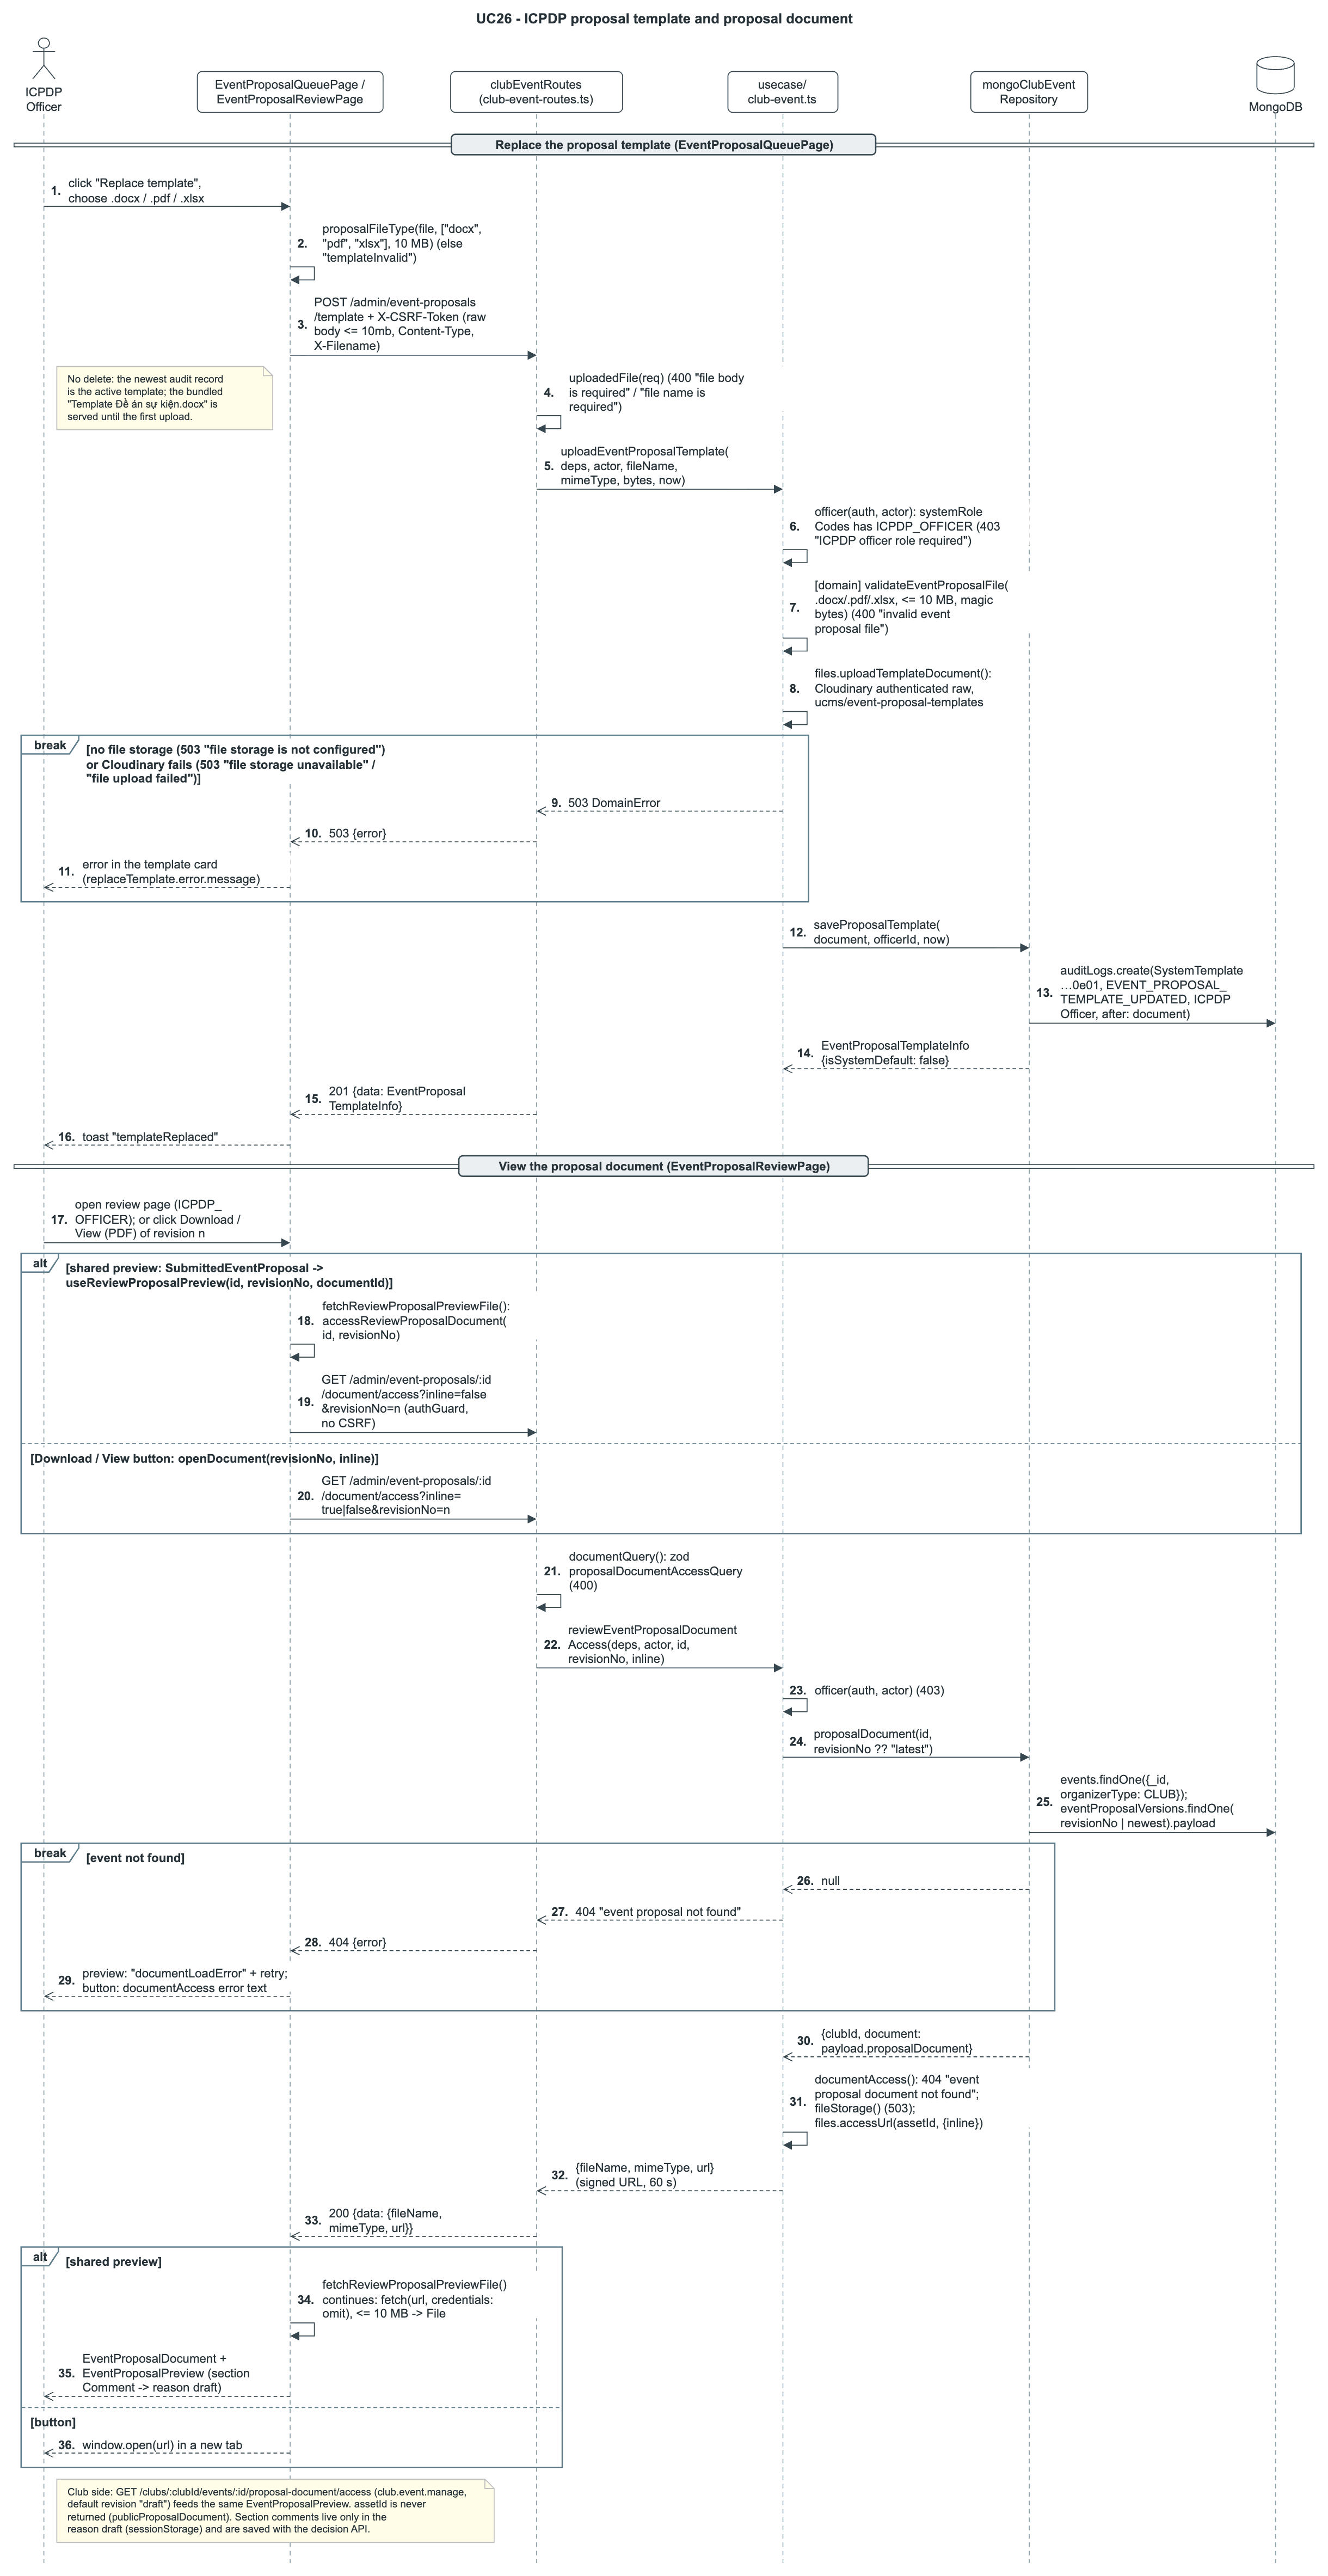 UC26 - ICPDP proposal template and proposal document
ICPDP
Officer
EventProposalQueuePage /
EventProposalReviewPage
clubEventRoutes
(club-event-routes.ts)
usecase/
club-event.ts
mongoClubEvent
Repository
MongoDB
Replace the proposal template (EventProposalQueuePage)
1. click "Replace template",
choose .docx / .pdf / .xlsx
2. proposalFileType(file, ["docx",
"pdf", "xlsx"], 10 MB) (else
"templateInvalid")
3. POST /admin/event-proposals
/template + X-CSRF-Token (raw
body <= 10mb, Content-Type,
X-Filename)
No delete: the newest audit record
is the active template; the bundled
"Template Đề án sự kiện.docx" is
served until the first upload.
4. uploadedFile(req) (400 "file body
is required" / "file name is
required")
5. uploadEventProposalTemplate(
deps, actor, fileName,
mimeType, bytes, now)
6. officer(auth, actor): systemRole
Codes has ICPDP_OFFICER (403
"ICPDP officer role required")
7. [domain] validateEventProposalFile(
.docx/.pdf/.xlsx, <= 10 MB, magic
bytes) (400 "invalid event
proposal file")
8. files.uploadTemplateDocument():
Cloudinary authenticated raw,
ucms/event-proposal-templates
break
[no file storage (503 "file storage is not configured")
or Cloudinary fails (503 "file storage unavailable" /
"file upload failed")]
9. 503 DomainError
10. 503 {error}
11. error in the template card
(replaceTemplate.error.message)
12. saveProposalTemplate(
document, officerId, now)
13. auditLogs.create(SystemTemplate
…0e01, EVENT_PROPOSAL_
TEMPLATE_UPDATED, ICPDP
Officer, after: document)
14. EventProposalTemplateInfo
{isSystemDefault: false}
15. 201 {data: EventProposal
TemplateInfo}
16. toast "templateReplaced"
View the proposal document (EventProposalReviewPage)
17. open review page (ICPDP_
OFFICER); or click Download /
View (PDF) of revision n
alt
[shared preview: SubmittedEventProposal ->
useReviewProposalPreview(id, revisionNo, documentId)]
18. fetchReviewProposalPreviewFile():
accessReviewProposalDocument(
id, revisionNo)
19. GET /admin/event-proposals/:id
/document/access?inline=false
&revisionNo=n (authGuard,
no CSRF)
[Download / View button: openDocument(revisionNo, inline)]
20. GET /admin/event-proposals/:id
/document/access?inline=
true|false&revisionNo=n
21. documentQuery(): zod
proposalDocumentAccessQuery
(400)
22. reviewEventProposalDocument
Access(deps, actor, id,
revisionNo, inline)
23. officer(auth, actor) (403)
24. proposalDocument(id,
revisionNo ?? "latest")
25. events.findOne({_id,
organizerType: CLUB});
eventProposalVersions.findOne(
revisionNo | newest).payload
break
[event not found]
26. null
27. 404 "event proposal not found"
28. 404 {error}
29. preview: "documentLoadError" + retry;
button: documentAccess error text
30. {clubId, document:
payload.proposalDocument}
31. documentAccess(): 404 "event
proposal document not found";
fileStorage() (503);
files.accessUrl(assetId, {inline})
32. {fileName, mimeType, url}
(signed URL, 60 s)
33. 200 {data: {fileName,
mimeType, url}}
alt
[shared preview]
34. fetchReviewProposalPreviewFile()
continues: fetch(url, credentials:
omit), <= 10 MB -> File
35. EventProposalDocument +
EventProposalPreview (section
Comment -> reason draft)
[button]
36. window.open(url) in a new tab
Club side: GET /clubs/:clubId/events/:id/proposal-document/access (club.event.manage,
default revision "draft") feeds the same EventProposalPreview. assetId is never
returned (publicProposalDocument). Section comments live only in the
reason draft (sessionStorage) and are saved with the decision API.